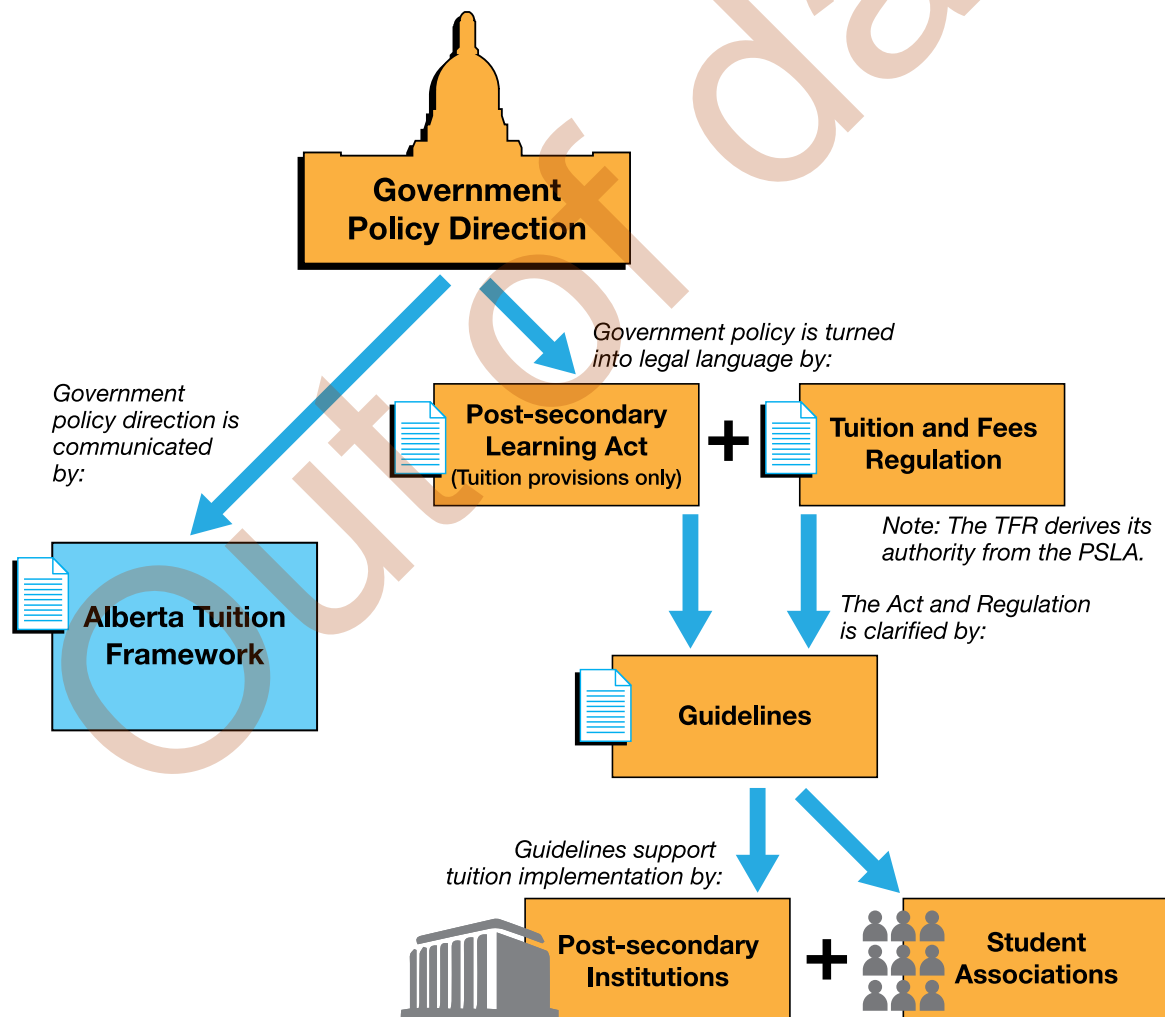 Government
Policy Direction
Government policy is turned
into legal language by:
Government
policy direction is
communicated
by:
Post-secondary
Learning Act
(Tuition provisions only)
+
Tuition and Fees
Regulation
Note: The TFR derives its
authority from the PSLA.
Alberta Tuition
Framework
The Act and Regulation
is clarified by:
Guidelines
Guidelines support
tuition implementation by:
Post-secondary
Institutions
+
Student
Associations
Out of da